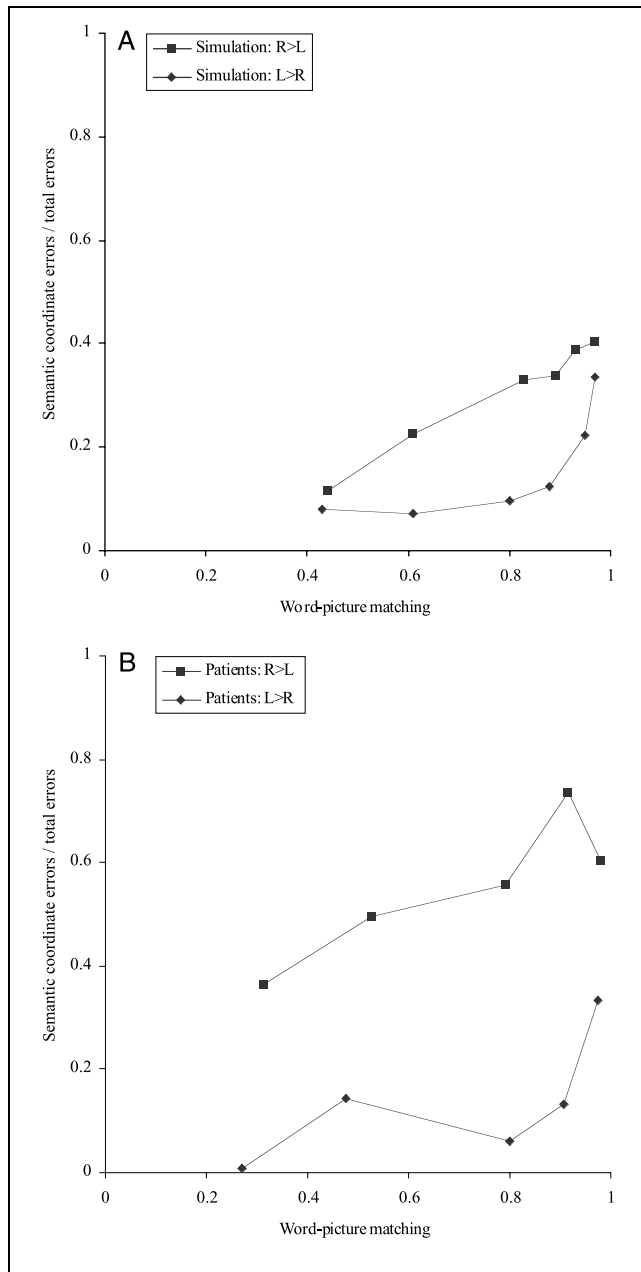 A
Simulation: R>L
Simulation: L>R
1
0.8
0.6
0.4
0.2
0
Semantic coordinate errors / total errors
0 0.2 0.4 0.6 0.8 1
Word-picture matching
B
Patients: R>L
Patients: L>R
1
0.8
0.6
0.4
0.2
0
Semantic coordinate errors / total errors
0 0.2 0.4 0.6 0.8 1
Word-picture matching